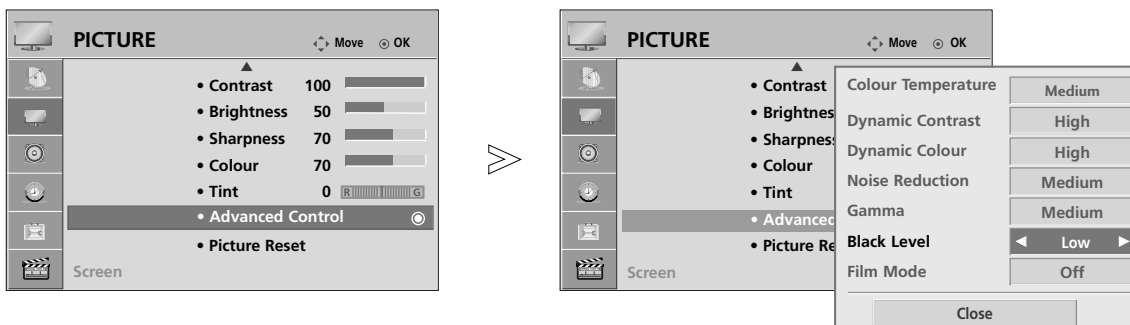 PICTURE Move OK
• Contrast 100
• Brightness 50
• Sharpness 70
• Colour 70
• Tint 0 R G
• Advanced Control
• Picture Reset
Screen
PICTURE Move OK
• Contrast
• Brightnes
• Sharpnes
• Colour
• Tint
• Advanced
• Picture Re
Screen
Colour Temperature Medium
Dynamic Contrast High
Dynamic Colour High
Noise Reduction Medium
Gamma Medium
Black Level Low
Film Mode Off
Close